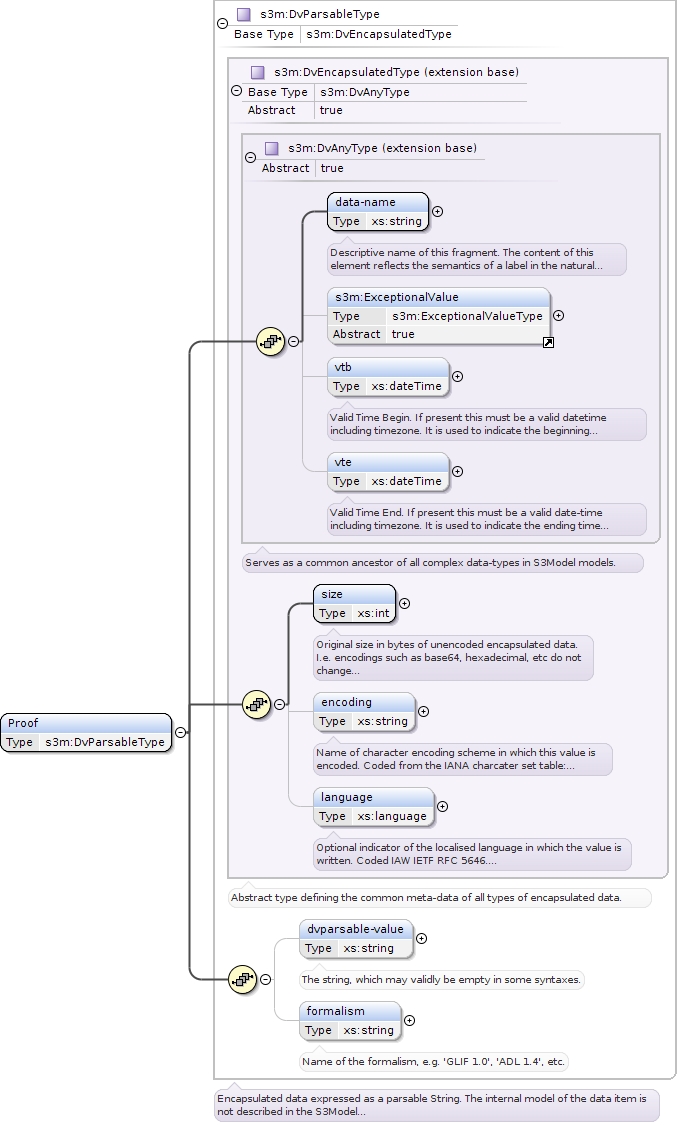 s3m:DvParsableType
Base Type s3m:DvEncapsulatedType
s3m:DvEncapsulatedType (extension base)
Base Type s3m:DvAnyType
Abstract true
s3m:DvAnyType (extension base)
Abstract true
data-name
Type xs:string
Descriptive name of this fragment. The content of this
element reflects the semantics of a label in the natural...
s3m:ExceptionalValue
Type s3m:ExceptionalValueType
Abstract true
vtb
Type xs:dateTime
Valid Time Begin. If present this must be a valid datetime
including timezone. It is used to indicate the beginning...
vte
Type xs:dateTime
Valid Time End. If present this must be a valid date-time
including timezone. It is used to indicate the ending time...
Serves as a common ancestor of all complex data-types in S3Model models.
size
Type xs:int
Original size in bytes of unencoded encapsulated data.
I.e. encodings such as base64, hexadecimal, etc do not
change...
encoding
Type xs:string
Name of character encoding scheme in which this value is
encoded. Coded from the IANA charcater set table:...
Proof
Type s3m:DvParsableType
language
Type xs:language
Optional indicator of the localised language in which the value is
written. Coded IAW IETF RFC 5646....
Abstract type defining the common meta-data of all types of encapsulated data.
dvparsable-value
Type xs:string
The string, which may validly be empty in some syntaxes.
formalism
Type xs:string
Name of the formalism, e.g. 'GLIF 1.0', 'ADL 1.4', etc.
Encapsulated data expressed as a parsable String. The internal model of the data item is
not described in the S3Model...